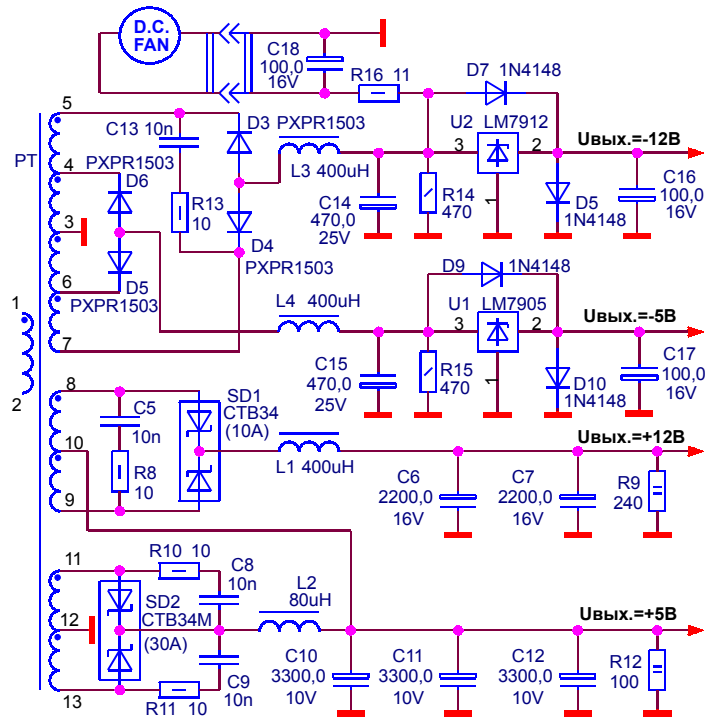 D.C.
FAN
C18
100,0
16V
R16 11
D7 1N4148
5
C13 10n
D3 PXPR1503
U2 LM7912
Uвых.=-12В
3
2
1
PT
4
PXPR1503
D6
L3 400uH
R13
10
C14
470,0
25V
R14
470
D5
1N4148
C16
100,0
16V
3
D4
PXPR1503
D5
PXPR1503
6
D9 1N4148
1
L4 400uH
U1 LM7905
Uвых.=-5В
3
2
1
7
C15
470,0
25V
R15
470
D10
1N4148
C17
100,0
16V
2
8
C5
10n
SD1
CTB34
(10A)
Uвых.=+12В
10
R8
10
L1 400uH
C6
2200,0
16V
C7
2200,0
16V
R9
240
9
11
R10 10
C8
10n
L2
80uH
SD2
CTB34M
(30A)
12
Uвых.=+5В
C9
10n
C10
3300,0
10V
C11
3300,0
10V
C12
3300,0
10V
R12
100
13
R11 10